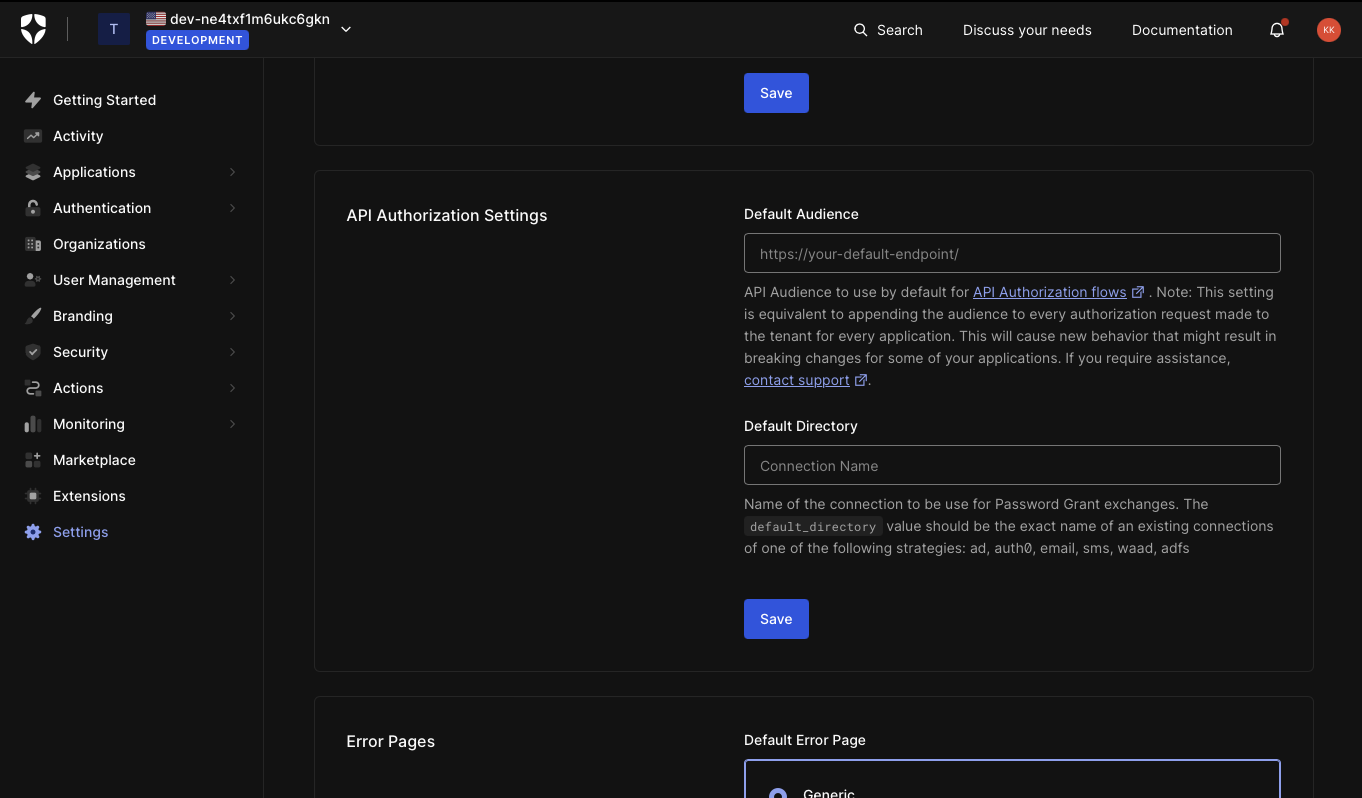 T
dev-ne4txf1m6ukc6gkn
DEVELOPMENT
Search
Discuss your needs
Documentation
KK
Getting Started
Activity
Applications
Authentication
Organizations
User Management
Branding
Security
Actions
Monitoring
Marketplace
Extensions
Settings
Save
API Authorization Settings
Default Audience
https://your-default-endpoint/
API Audience to use by default for API Authorization flows . Note: This setting
is equivalent to appending the audience to every authorization request made to
the tenant for every application. This will cause new behavior that might result in
breaking changes for some of your applications. If you require assistance,
contact support .
Default Directory
Connection Name
Name of the connection to be use for Password Grant exchanges. The
default_directory value should be the exact name of an existing connections
of one of the following strategies: ad, auth0, email, sms, waad, adfs
Save
Error Pages
Default Error Page
Generic